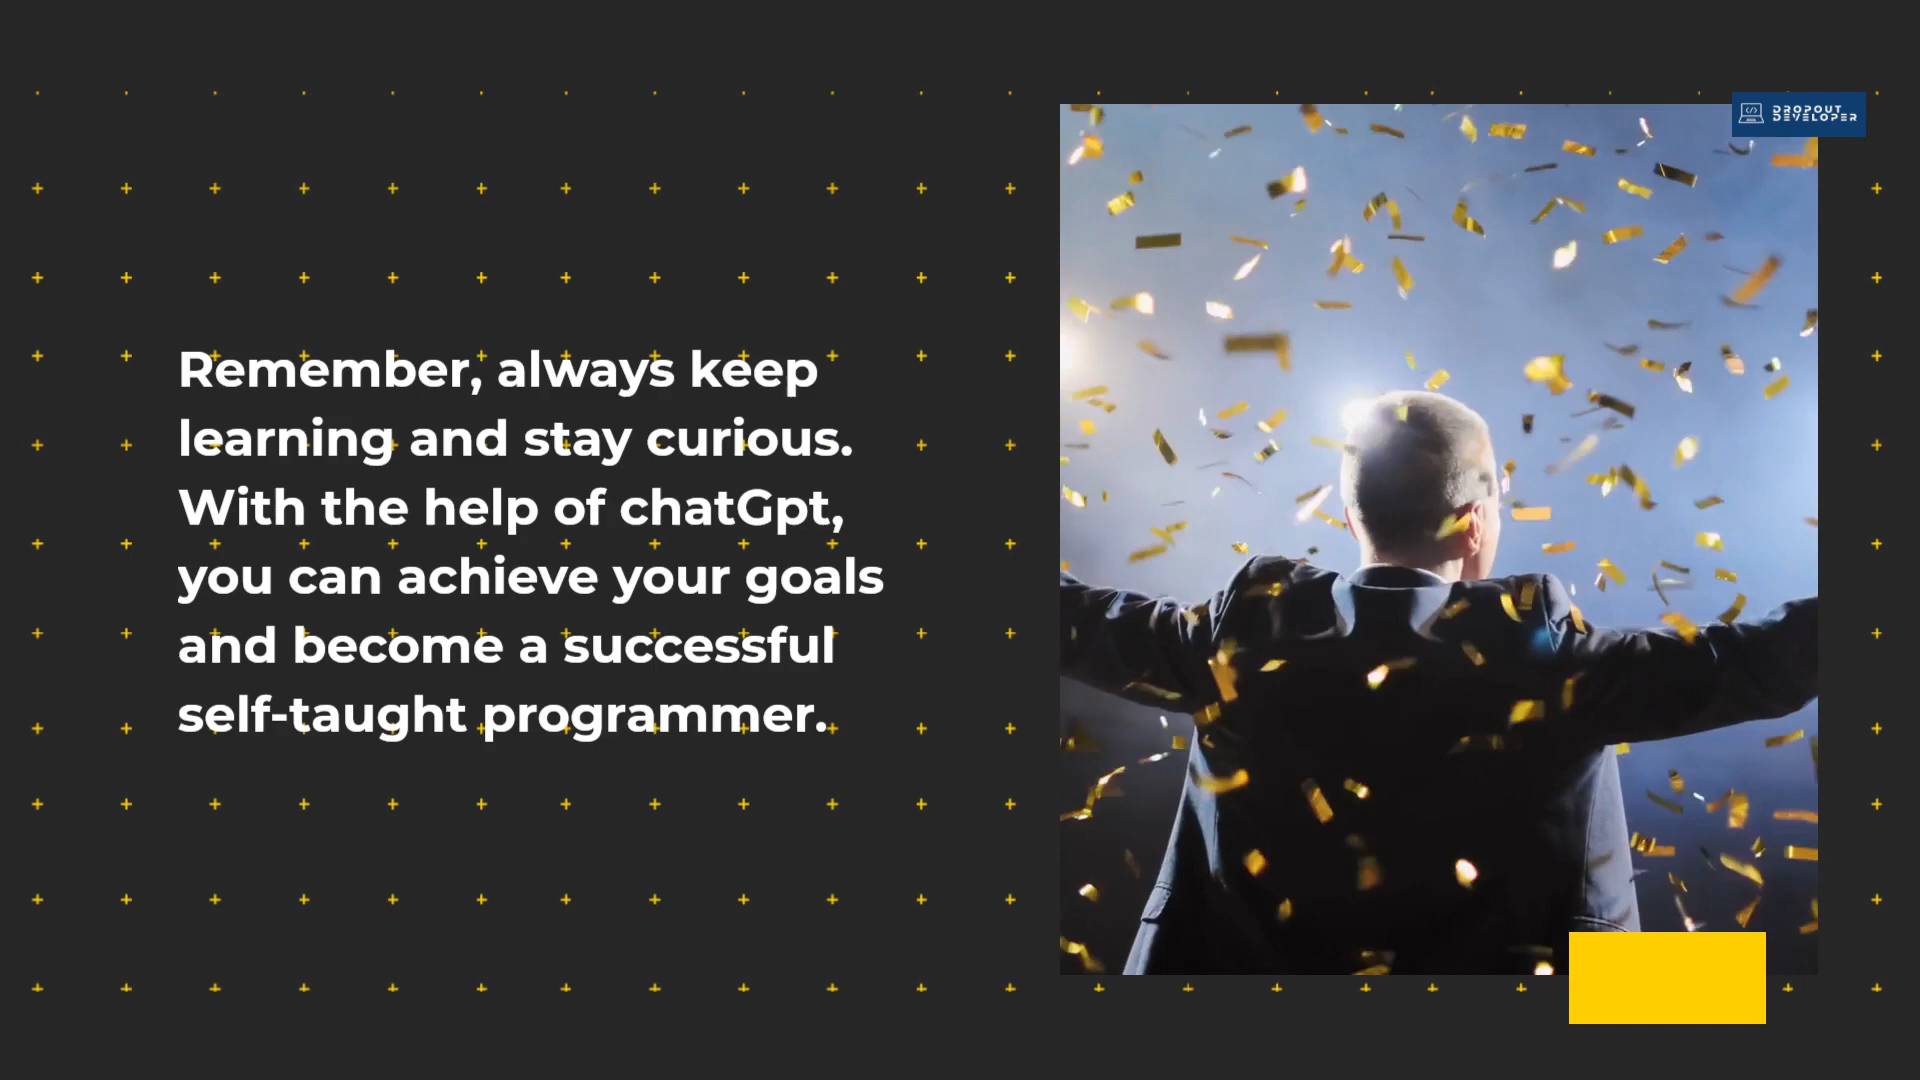 DROPOUT
DEVELOPER
Remember, always keep
learning and stay curious.
With the help of chatGpt,
you can achieve your goals
and become a successful
self-taught programmer.